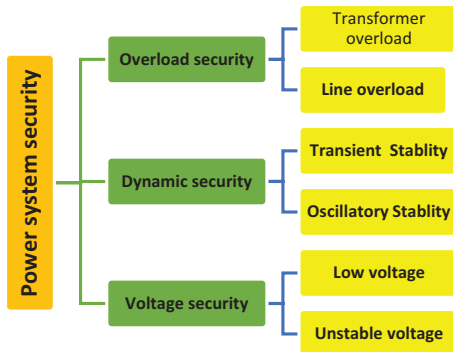 Power system security
Overload security
Transformer
overload
Line overload
Dynamic security
Transient Stablity
Oscillatory Stablity
Voltage security
Low voltage
Unstable voltage